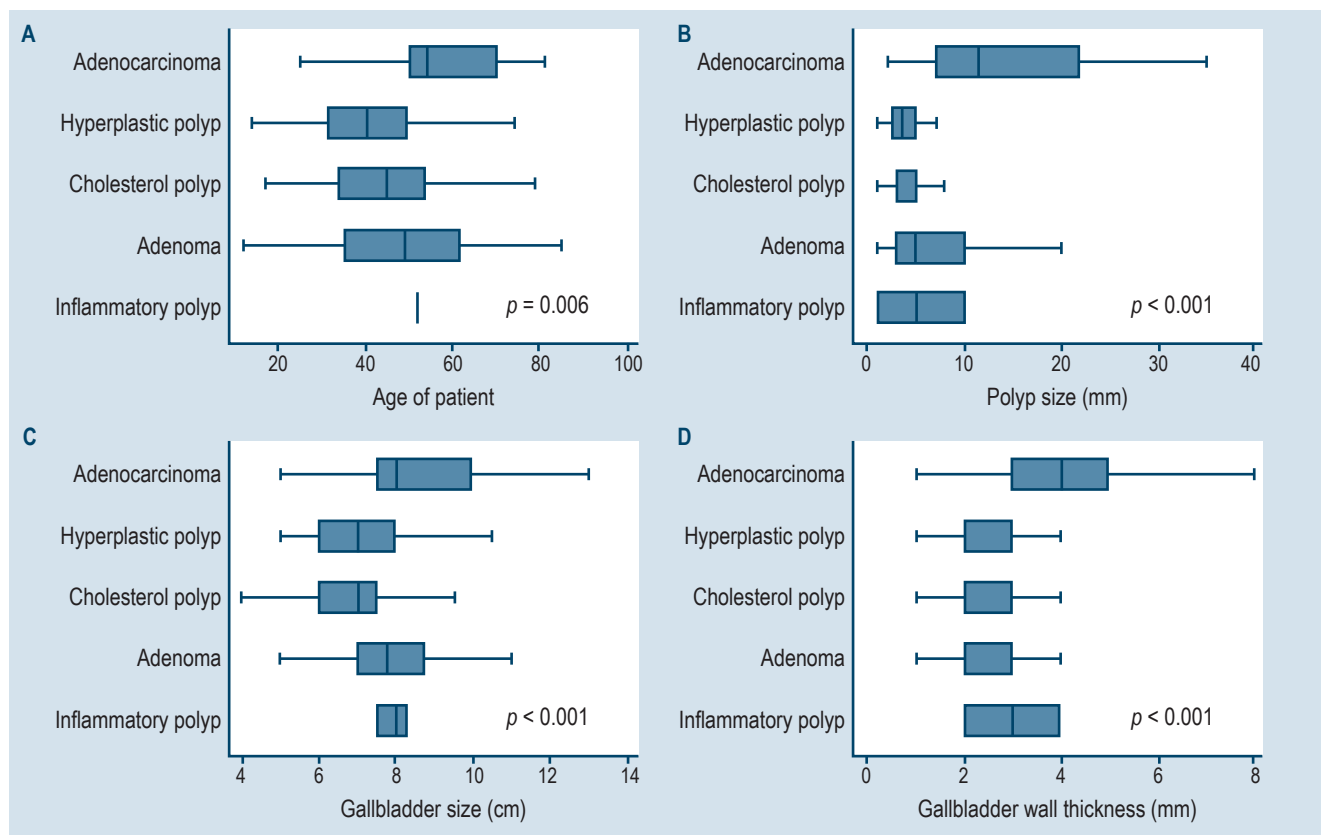 A
Adenocarcinoma
Hyperplastic polyp
Cholesterol polyp
Adenoma
Inflammatory polyp
p = 0.006
20 40 60 80 100
Age of patient
B
Adenocarcinoma
Hyperplastic polyp
Cholesterol polyp
Adenoma
Inflammatory polyp
p < 0.001
0 10 20 30 40
Polyp size (mm)
C
Adenocarcinoma
Hyperplastic polyp
Cholesterol polyp
Adenoma
Inflammatory polyp
p < 0.001
4 6 8 10 12 14
Gallbladder size (cm)
D
Adenocarcinoma
Hyperplastic polyp
Cholesterol polyp
Adenoma
Inflammatory polyp
p < 0.001
0 2 4 6 8
Gallbladder wall thickness (mm)